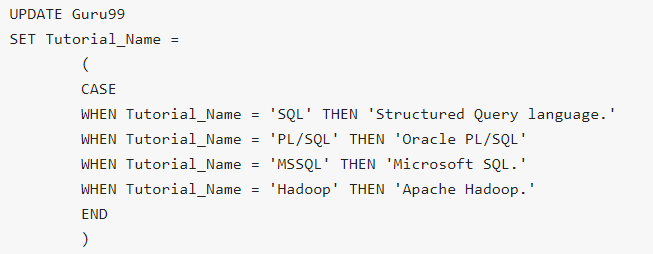 UPDATE Guru99
SET Tutorial_Name =
(
CASE
WHEN Tutorial_Name = 'SQL' THEN 'Structured Query language.'
WHEN Tutorial_Name = 'PL/SQL' THEN 'Oracle PL/SQL'
WHEN Tutorial_Name = 'MSSQL' THEN 'Microsoft SQL.'
WHEN Tutorial_Name = 'Hadoop' THEN 'Apache Hadoop.'
END
)